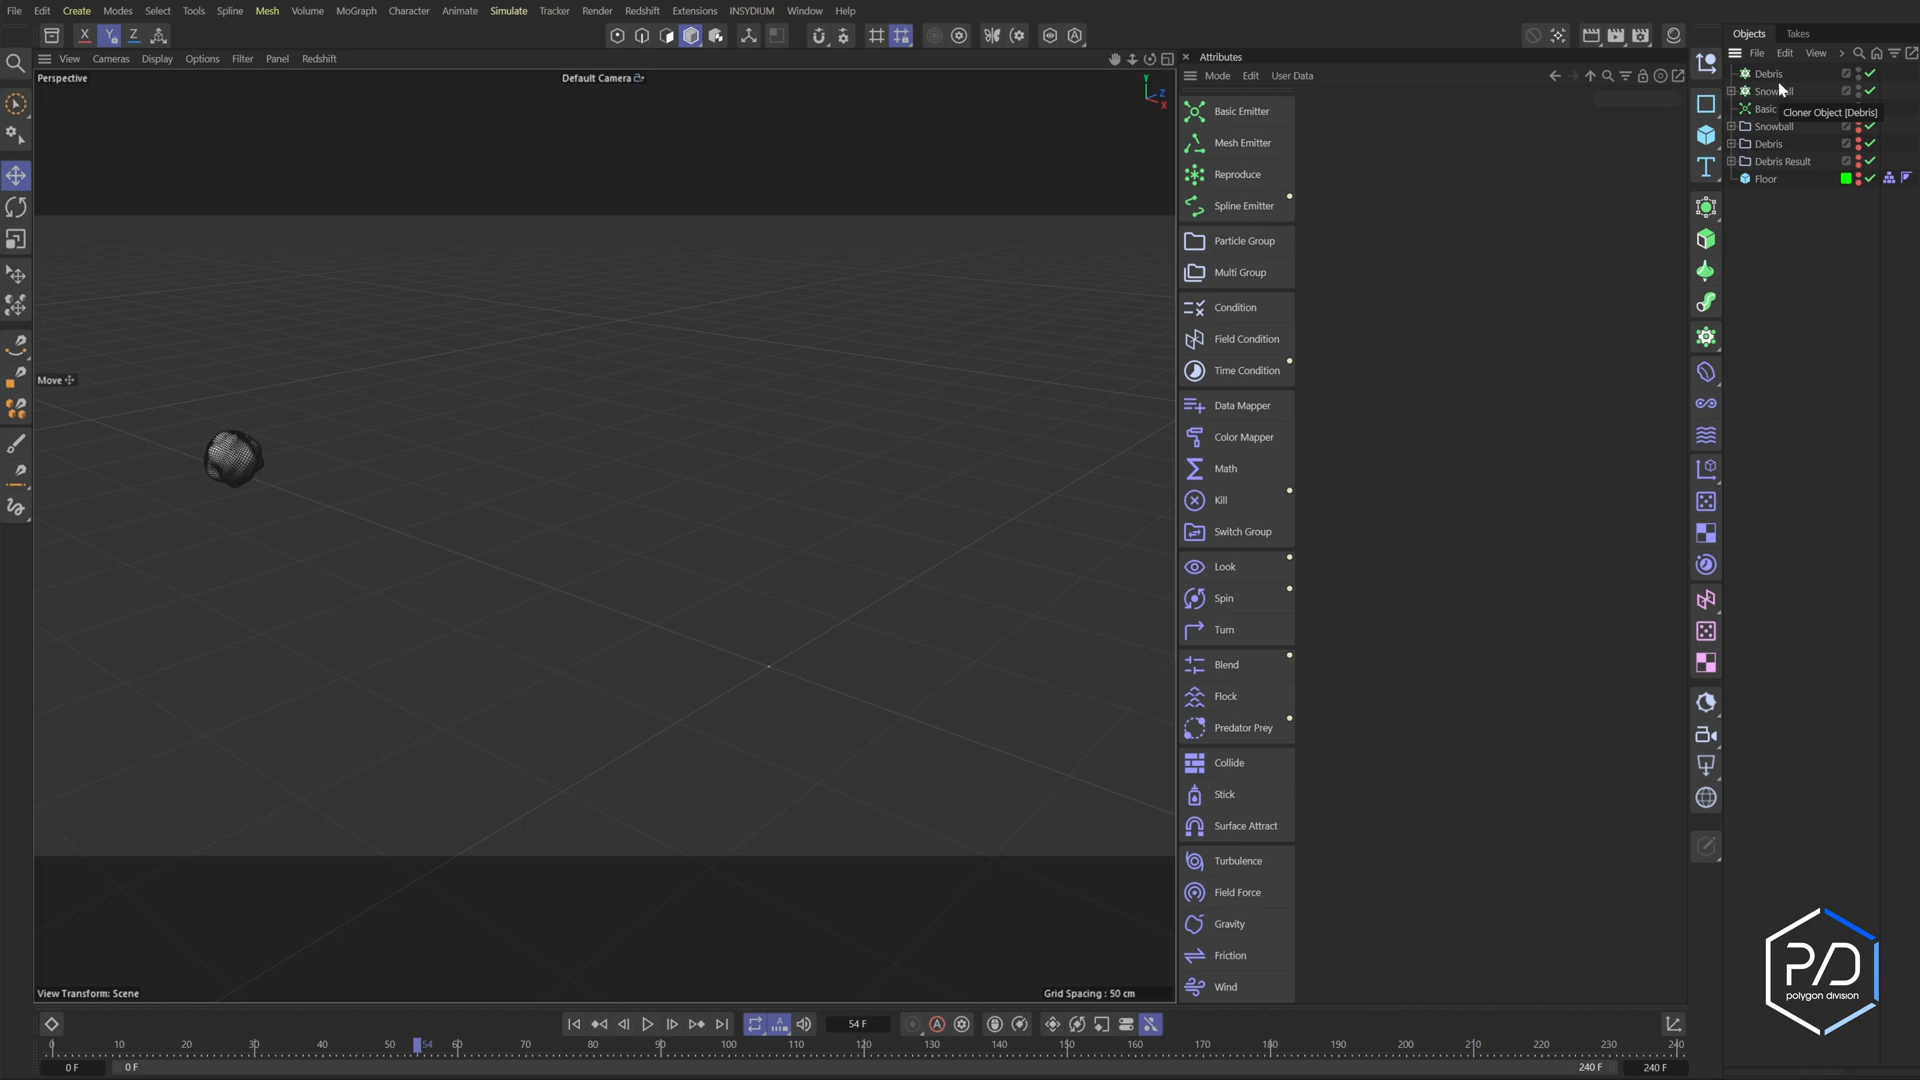 File Edit Create Modes Select Tools Spline Mesh Volume MoGraph Character Animate Simulate Tracker Render Redshift Extensions INSYDIUM Window Help
X Y Z
View Cameras Display Options Filter Panel Redshift
Perspective
Default Camera
Y Z X
Move
View Transform: Scene
Grid Spacing : 50 cm
Attributes
Mode Edit User Data
Basic Emitter
Mesh Emitter
Reproduce
Spline Emitter
Particle Group
Multi Group
Condition
Field Condition
Time Condition
Data Mapper
Color Mapper
Math
Kill
Switch Group
Look
Spin
Turn
Blend
Flock
Predator Prey
Collide
Stick
Surface Attract
Turbulence
Field Force
Gravity
Friction
Wind
Objects Takes
File Edit View
Debris
Basic
Cloner Object [Debris]
Snowball
Debris
Debris Result
Floor
PD
polygon division
54 F
0 10 20 30 40 50 54 60 70 80 90 100 110 120 130 140 150 160 170 180 190 200 210 220 230 240
0 F 0 F 240 F 240 F